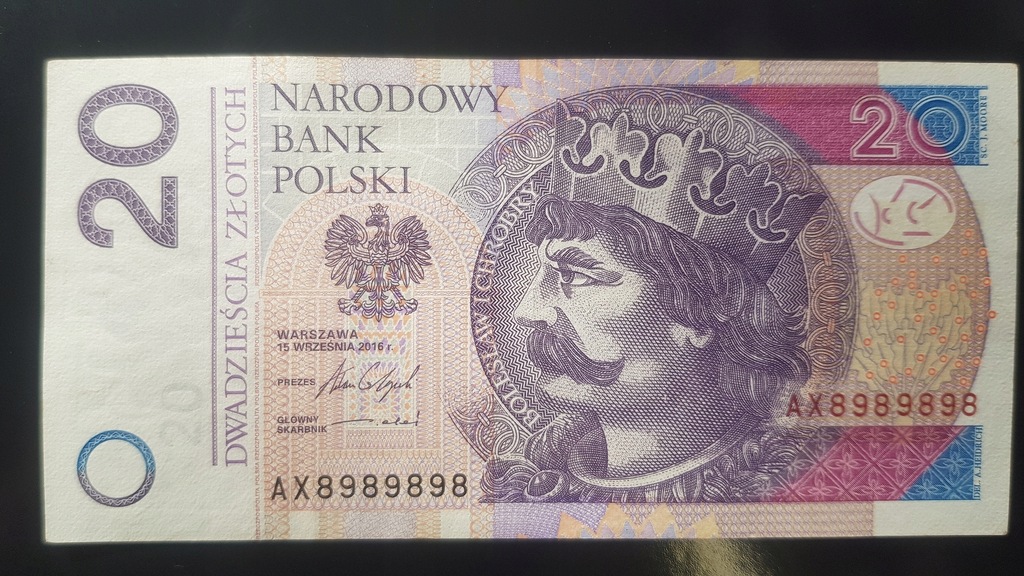 20
DWADZIEŚCIA ZŁOTYCH
NARODOWY
BANK
POLSKI
WARSZAWA
15 WRZEŚNIA 2016 r.
PREZES
GŁÓWNY
SKARBNIK
AX8989898
BOLESŁAW I CHROBRY
20
AX8989898
20